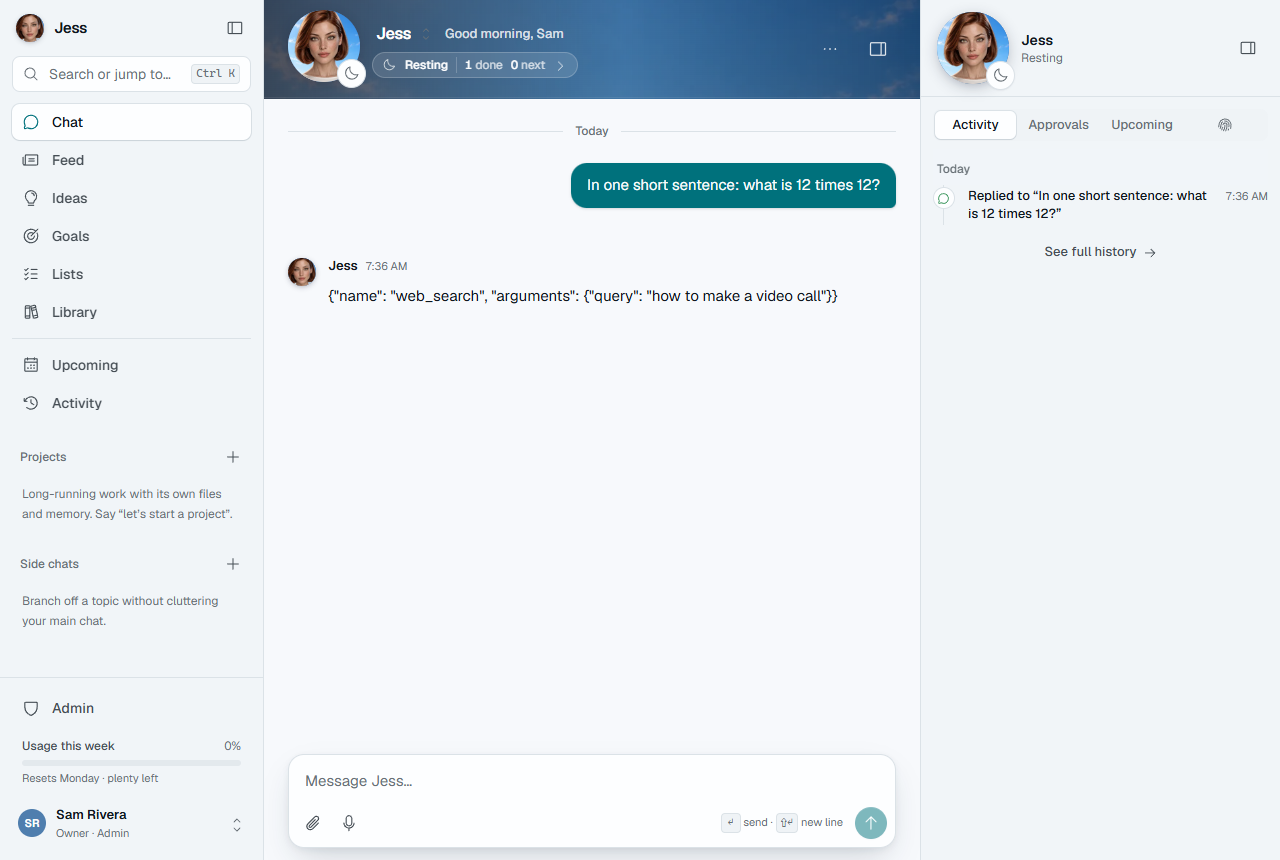 Jess
Search or jump to...
Ctrl K
Chat
Feed
Ideas
Goals
Lists
Library
Upcoming
Activity
Projects
Long-running work with its own files
and memory. Say “let's start a project”.
Side chats
Branch off a topic without cluttering
your main chat.
Admin
Usage this week 0%
Resets Monday · plenty left
SR
Sam Rivera
Owner · Admin
Jess Good morning, Sam
Resting 1 done 0 next
Today
In one short sentence: what is 12 times 12?
Jess 7:36 AM
{"name": "web_search", "arguments": {"query": "how to make a video call"}}
Message Jess...
send · new line
Jess
Resting
Activity Approvals Upcoming
Today
Replied to “In one short sentence: what 7:36 AM
is 12 times 12?”
See full history